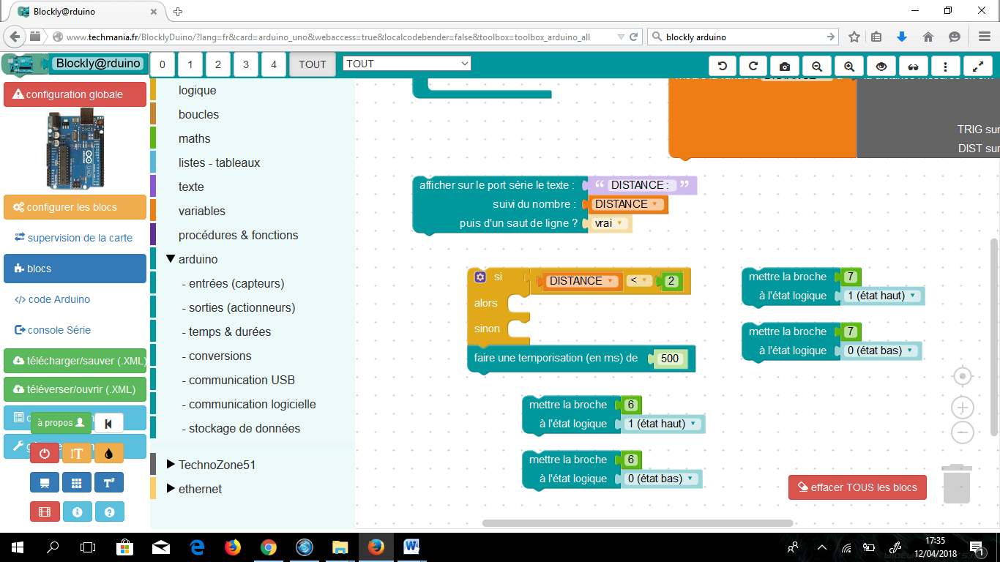 Blockly@rduino
www.techmania.fr/BlocklyDuino/?lang=fr&card=arduino_uno&webaccess=true&localcodebender=false&toolbox=toolbox_arduino_all
blockly arduino
Blockly@rduino
0
1
2
3
4
TOUT
TOUT
configuration globale
configurer les blocs
supervision de la carte
blocs
code Arduino
console Série
télécharger/sauver (.XML)
téléverser/ouvrir (.XML)
à propos
logique
boucles
maths
listes - tableaux
texte
variables
procédures & fonctions
arduino
- entrées (capteurs)
- sorties (actionneurs)
- temps & durées
- conversions
- communication USB
- communication logicielle
- stockage de données
TechnoZone51
ethernet
DISTANCE
TRIG sur
DIST sur
afficher sur le port série le texte : “ DISTANCE : ”
suivi du nombre : DISTANCE
puis d'un saut de ligne ? vrai
si DISTANCE < 2
alors
sinon
faire une temporisation (en ms) de 500
mettre la broche 7
à l'état logique 1 (état haut)
mettre la broche 7
à l'état logique 0 (état bas)
mettre la broche 6
à l'état logique 1 (état haut)
mettre la broche 6
à l'état logique 0 (état bas)
effacer TOUS les blocs
17:35
12/04/2018
1